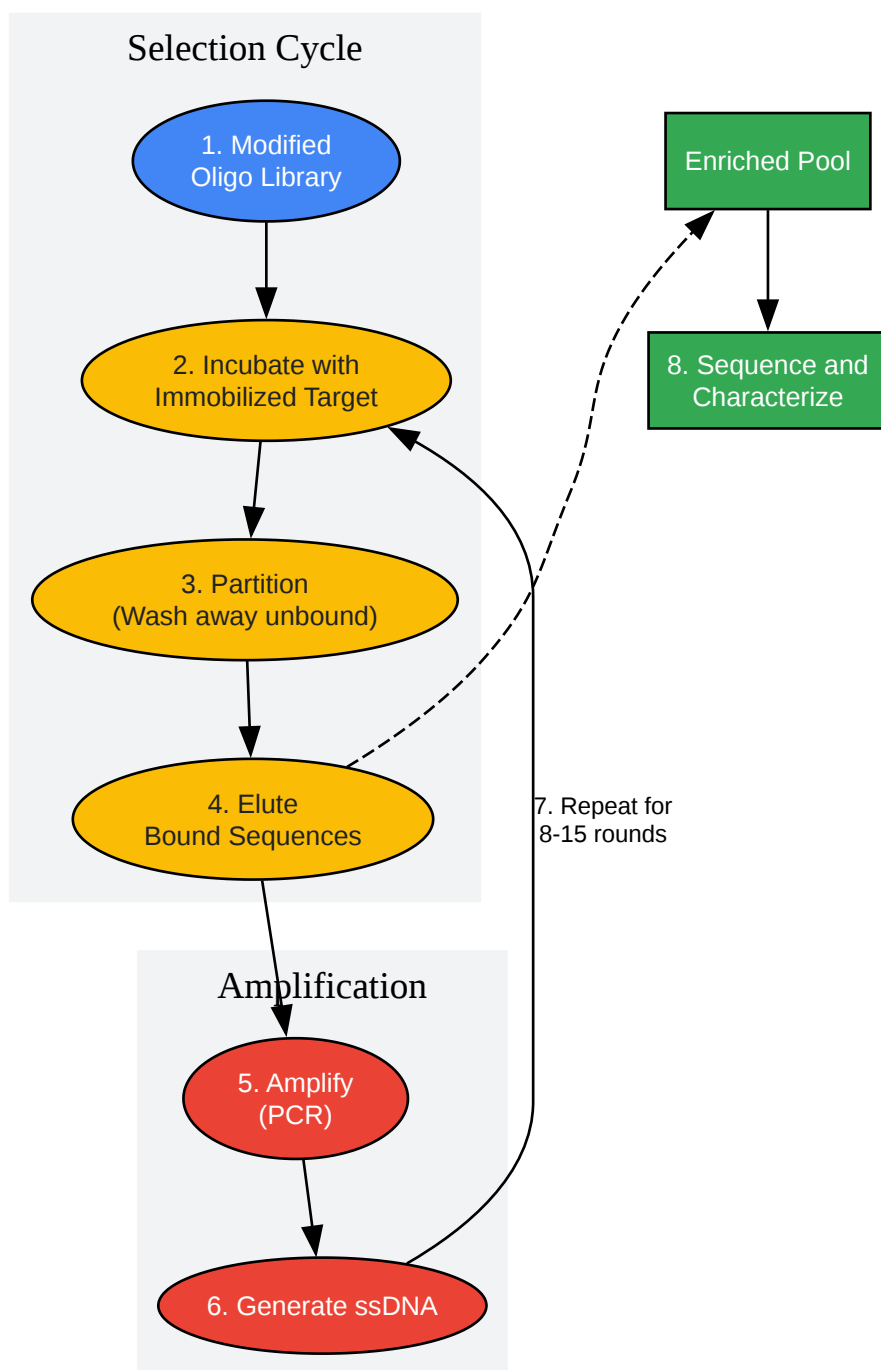 Selection Cycle
1. Modified
Oligo Library
2. Incubate with
Immobilized Target
3. Partition
(Wash away unbound)
4. Elute
Bound Sequences
Enriched Pool
8. Sequence and
Characterize
7. Repeat for
8-15 rounds
Amplification
5. Amplify
(PCR)
6. Generate ssDNA